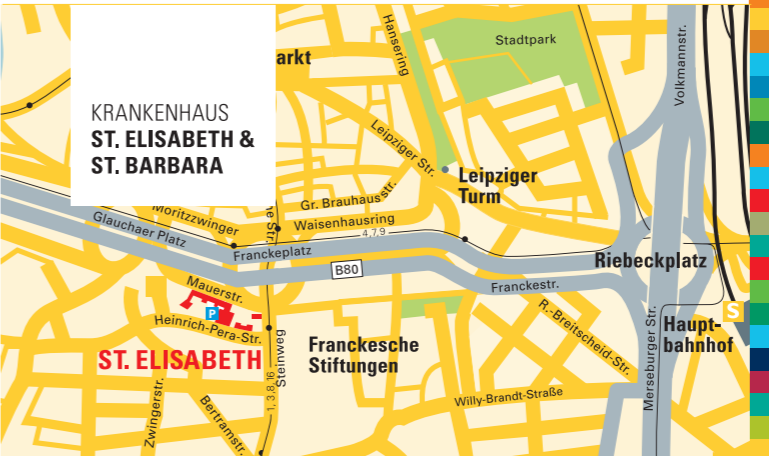 KRANKENHAUS
ST. ELISABETH &
ST. BARBARA
arkt
Hansering
Stadtpark
Volkmannstr.
Leipziger Str.
Leipziger
Turm
Gr. Brauhausstr.
Waisenhausring
Moritzzwinger
Glauchaer Platz
4,7,9
Franckeplatz
B80
Riebeckplatz
Franckestr.
Mauerstr.
P
Heinrich-Pera-Str.
ST. ELISABETH
Franckesche
Stiftungen
R.-Breitscheid-Str.
S
Haupt-
bahnhof
Merseburger Str.
Steinweg
1, 3, 8, 16
Willy-Brandt-Straße
Zwingerstr.
Bertramstr.